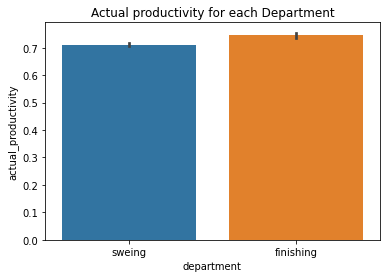 Actual productivity for each Department
actual_productivity
0.7
0.6
0.5
0.4
0.3
0.2
0.1
0.0
sweing
finishing
department